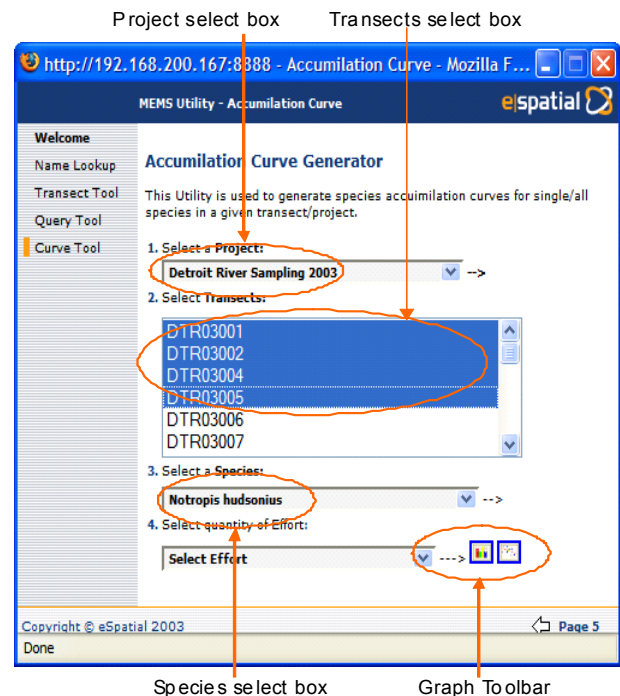 Project select box Transects select box
http://192.168.200.167:8888 - Accumilation Curve - Mozilla F...
MEMS Utility - Accumilation Curve e|spatial
Welcome
Name Lookup
Transect Tool
Query Tool
Curve Tool
Accumilation Curve Generator
This Utility is used to generate species accuimilation curves for single/all
species in a given transect/project.
1. Select a Project:
Detroit River Sampling 2003 -->
2. Select Transects:
DTR03001
DTR03002
DTR03004
DTR03005
DTR03006
DTR03007
3. Select a Species:
Notropis hudsonius -->
4. Select quantity of Effort:
Select Effort --->
Copyright © eSpatial 2003 Page 5
Done
Species select box Graph Toolbar